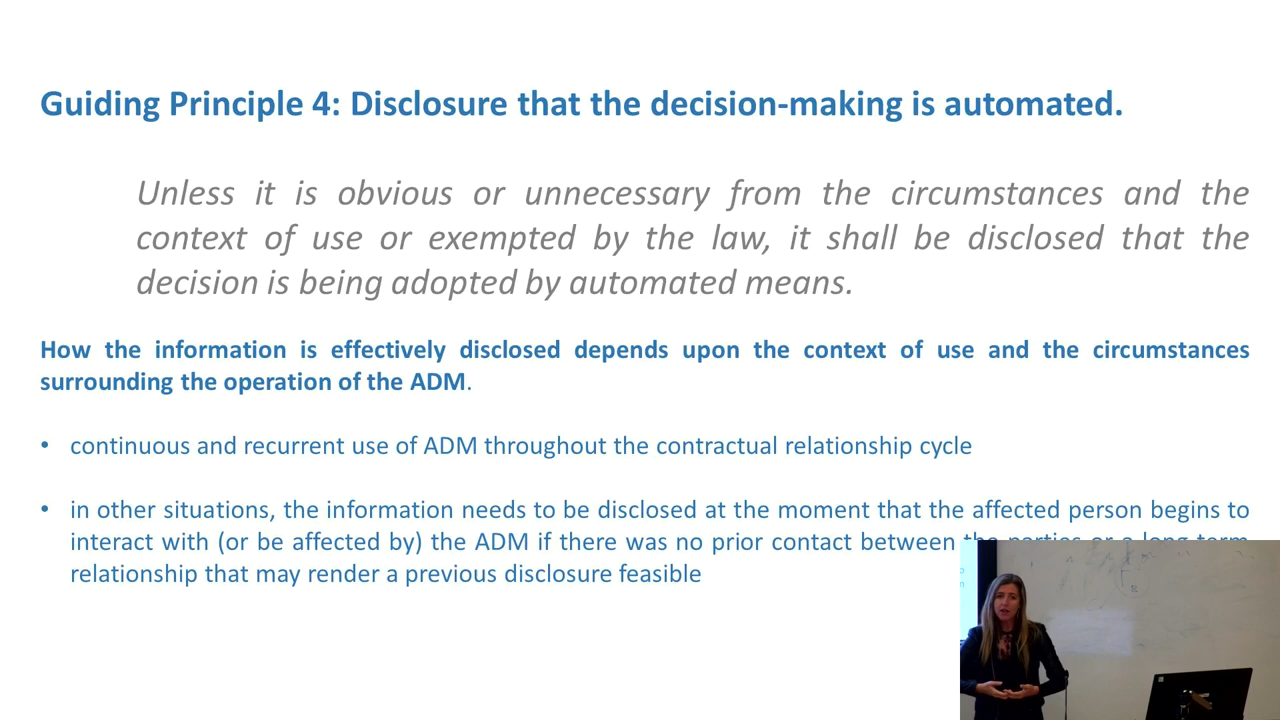 Guiding Principle 4: Disclosure that the decision-making is automated.
Unless it is obvious or unnecessary from the circumstances and the
context of use or exempted by the law, it shall be disclosed that the
decision is being adopted by automated means.
How the information is effectively disclosed depends upon the context of use and the circumstances
surrounding the operation of the ADM.
• continuous and recurrent use of ADM throughout the contractual relationship cycle
• in other situations, the information needs to be disclosed at the moment that the affected person begins to
interact with (or be affected by) the ADM if there was no prior contact between the parties or a long-term
relationship that may render a previous disclosure feasible